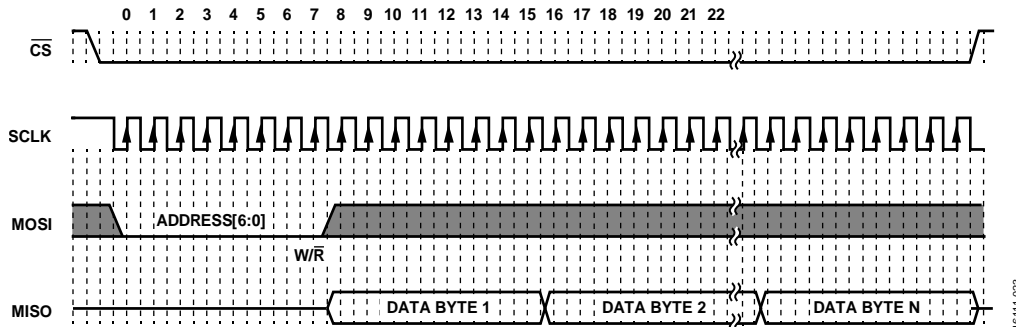 0 1 2 3 4 5 6 7 8 9 10 11 12 13 14 15 16 17 18 19 20 21 22
CS
SCLK
MOSI
ADDRESS[6:0]
W/R
MISO
DATA BYTE 1
DATA BYTE 2
DATA BYTE N